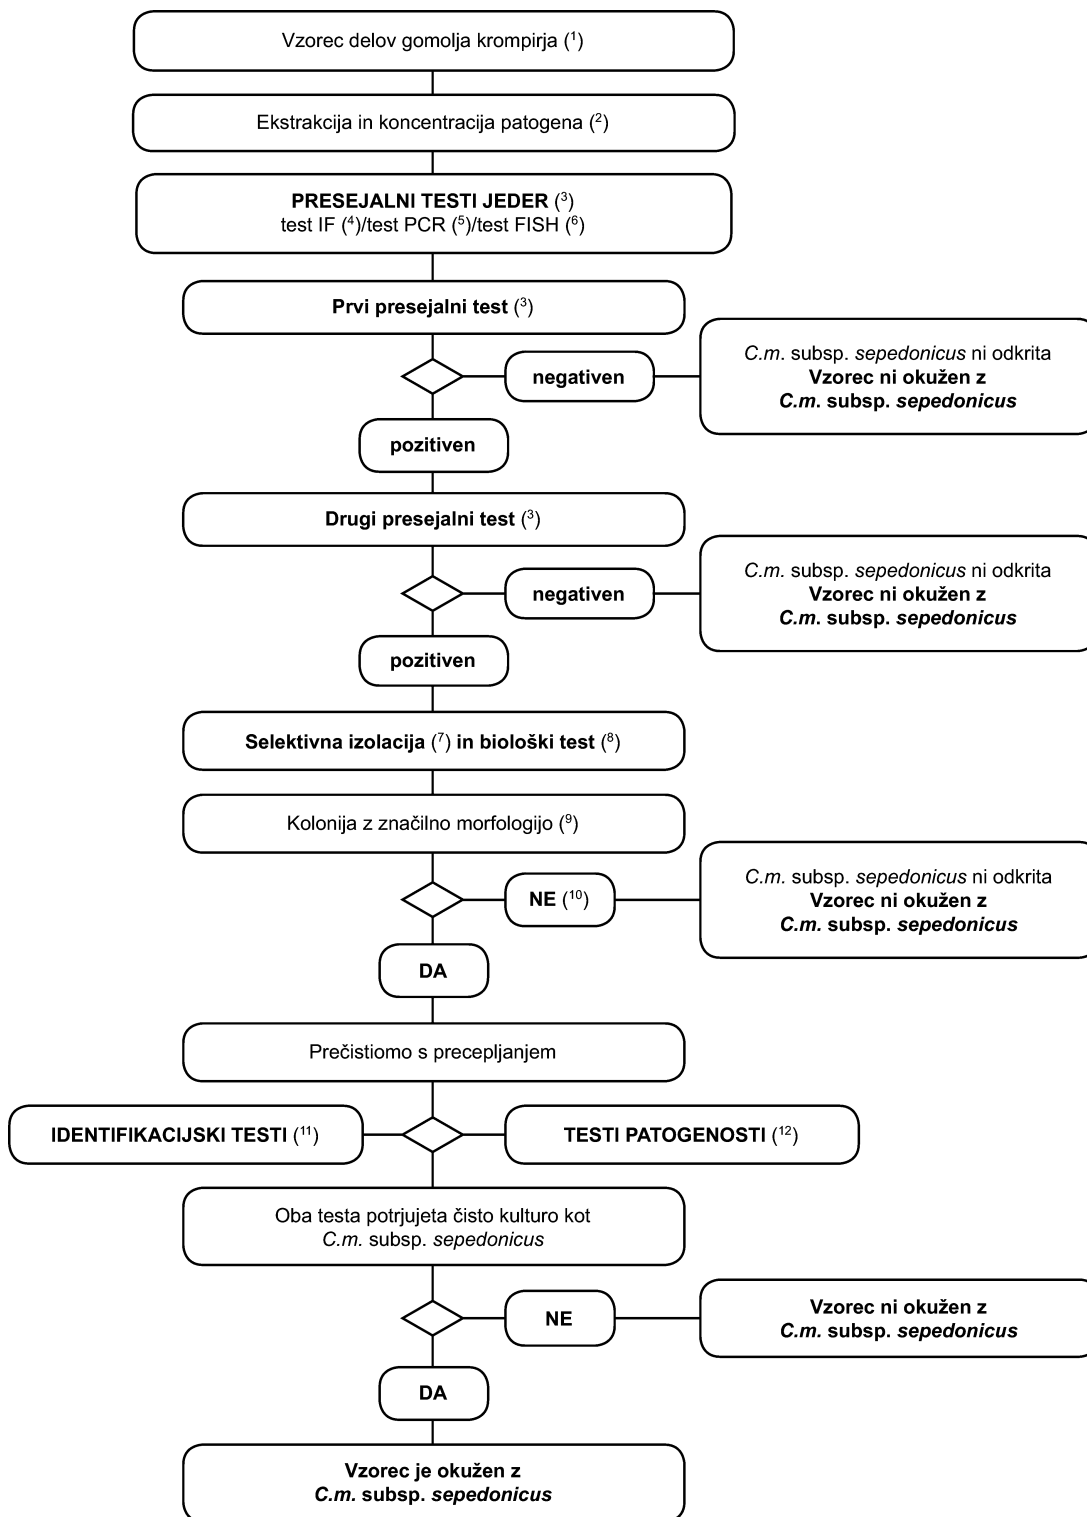 Vzorec delov gomolja krompirja (¹)
Ekstrakcija in koncentracija patogena (²)
PRESEJALNI TESTI JEDER (³)
test IF (⁴)/test PCR (⁵)/test FISH (⁶)
Prvi presejalni test (³)
negativen
C.m. subsp. sepedonicus ni odkrita
Vzorec ni okužen z
C.m. subsp. sepedonicus
pozitiven
Drugi presejalni test (³)
negativen
C.m. subsp. sepedonicus ni odkrita
Vzorec ni okužen z
C.m. subsp. sepedonicus
pozitiven
Selektivna izolacija (⁷) in biološki test (⁸)
Kolonija z značilno morfologijo (⁹)
NE (¹⁰)
C.m. subsp. sepedonicus ni odkrita
Vzorec ni okužen z
C.m. subsp. sepedonicus
DA
Prečistiomo s precepljanjem
IDENTIFIKACIJSKI TESTI (¹¹)
TESTI PATOGENOSTI (¹²)
Oba testa potrjujeta čisto kulturo kot
C.m. subsp. sepedonicus
NE
Vzorec ni okužen z
C.m. subsp. sepedonicus
DA
Vzorec je okužen z
C.m. subsp. sepedonicus